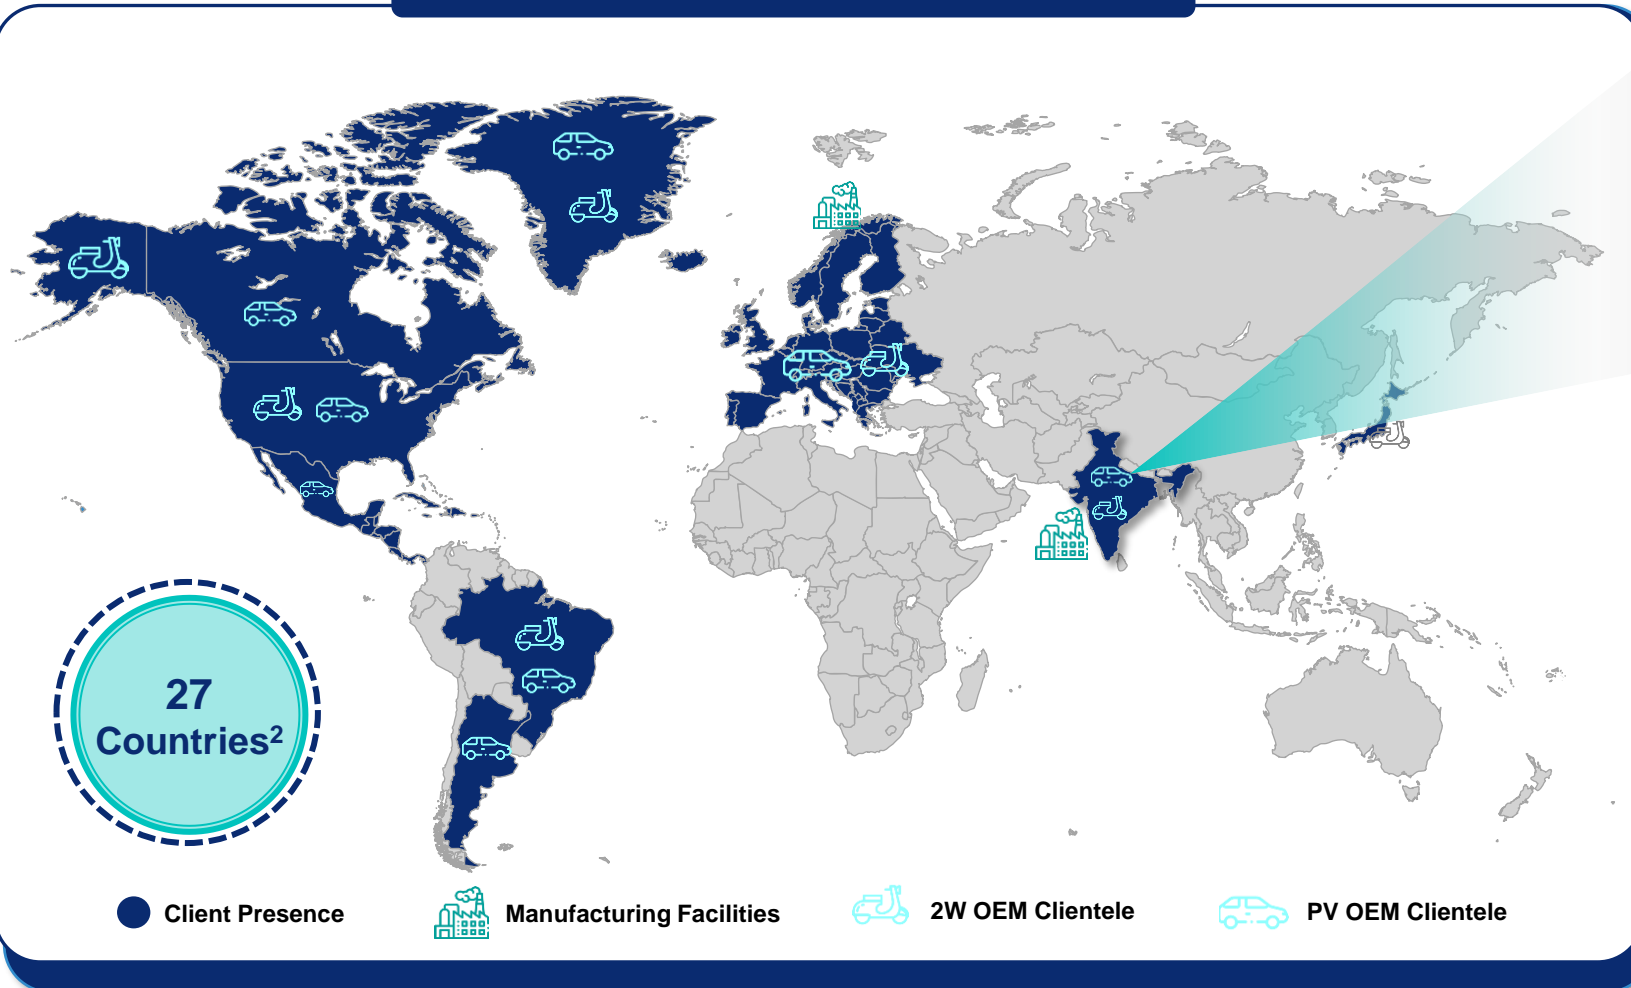 27
Countries²
Client Presence
Manufacturing Facilities
2W OEM Clientele
PV OEM Clientele